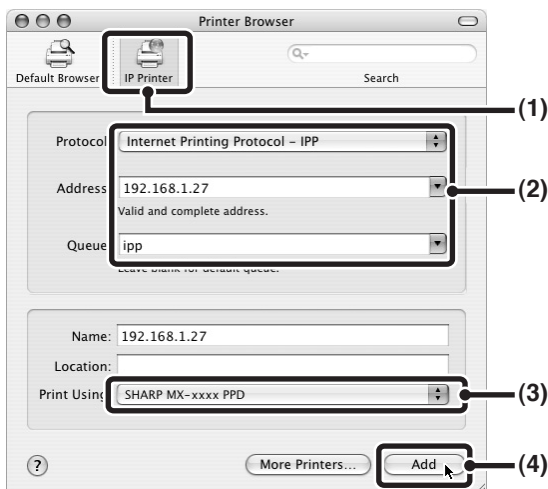 Printer Browser
Default Browser
IP Printer
Search
(1)
Protocol
Internet Printing Protocol – IPP
Address
192.168.1.27
(2)
Valid and complete address.
Queue
ipp
Leave blank for default queue.
Name:
192.168.1.27
Location:
Print Using
SHARP MX-xxxx PPD
(3)
?
More Printers...
Add
(4)